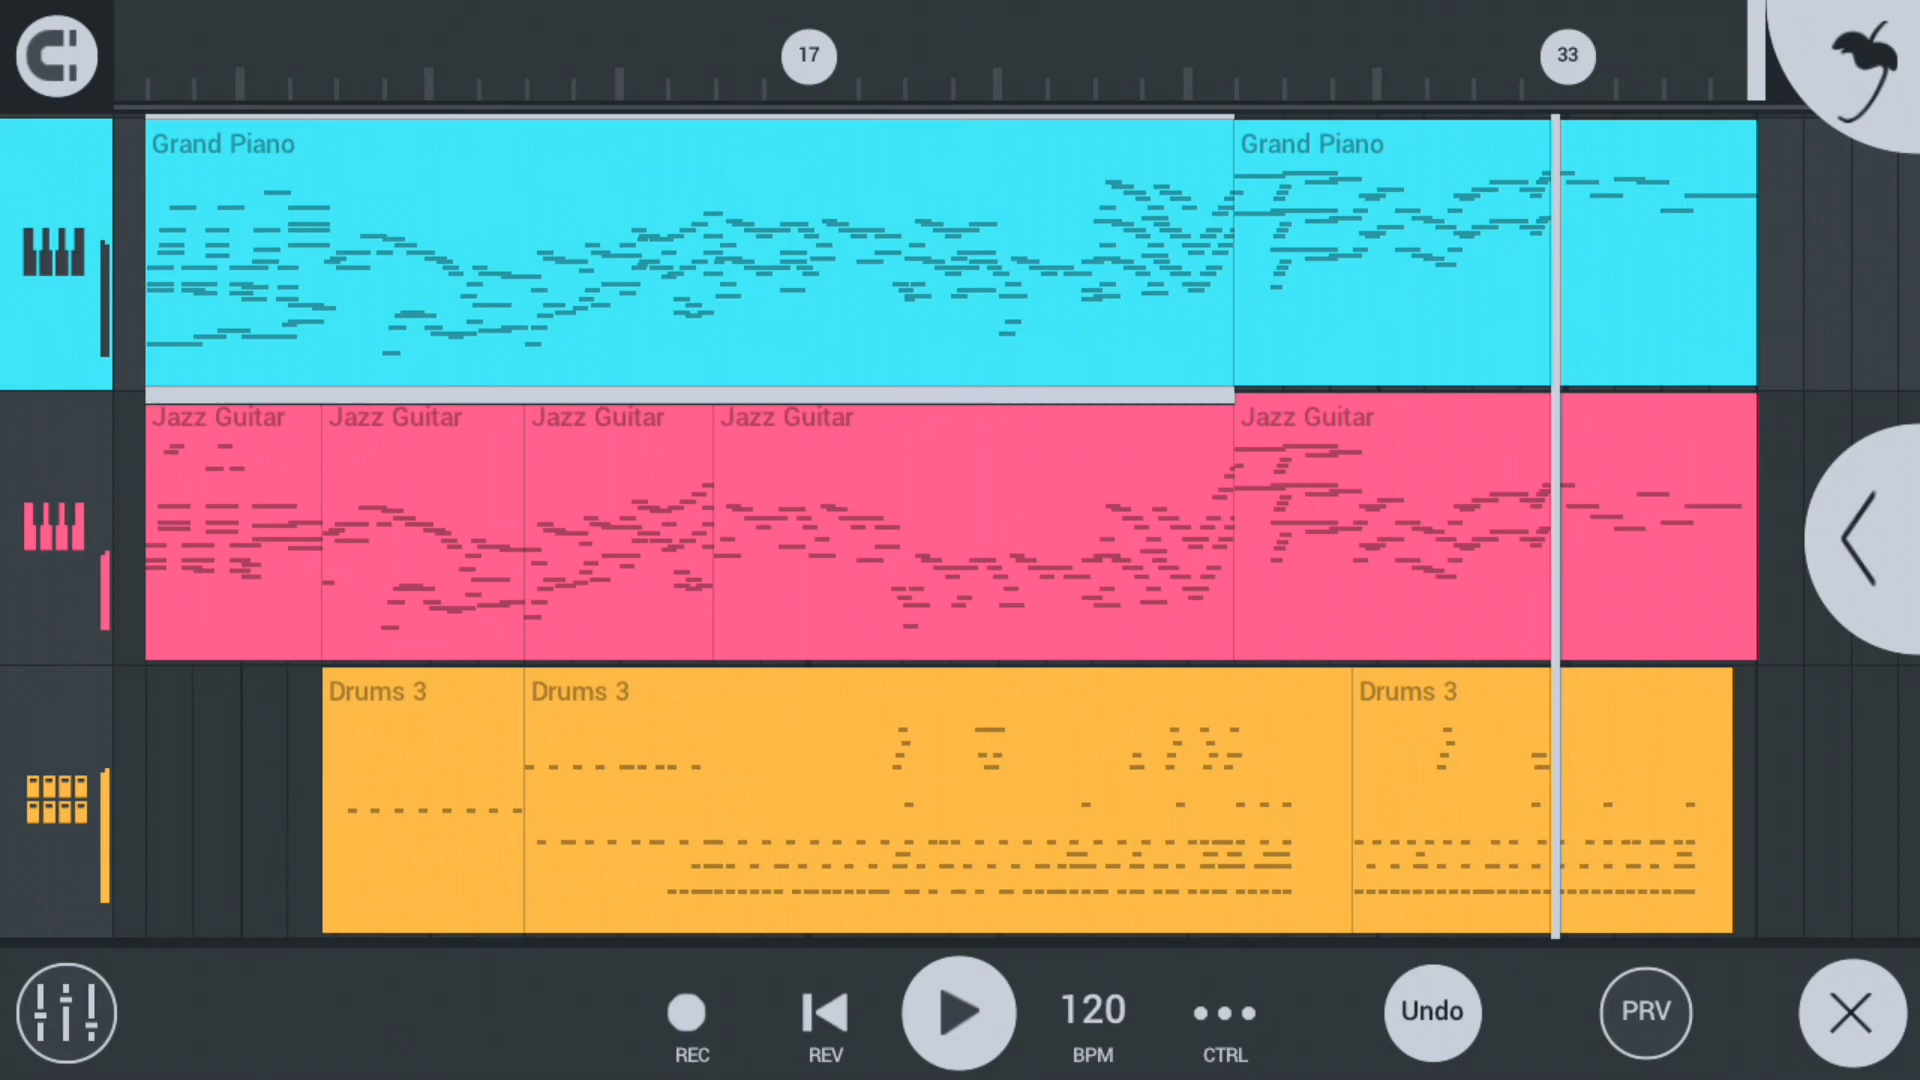 17
33
Grand Piano
Grand Piano
Jazz Guitar
Jazz Guitar
Jazz Guitar
Jazz Guitar
Jazz Guitar
Drums 3
Drums 3
Drums 3
120
Undo
PRV
REC
REV
BPM
CTRL